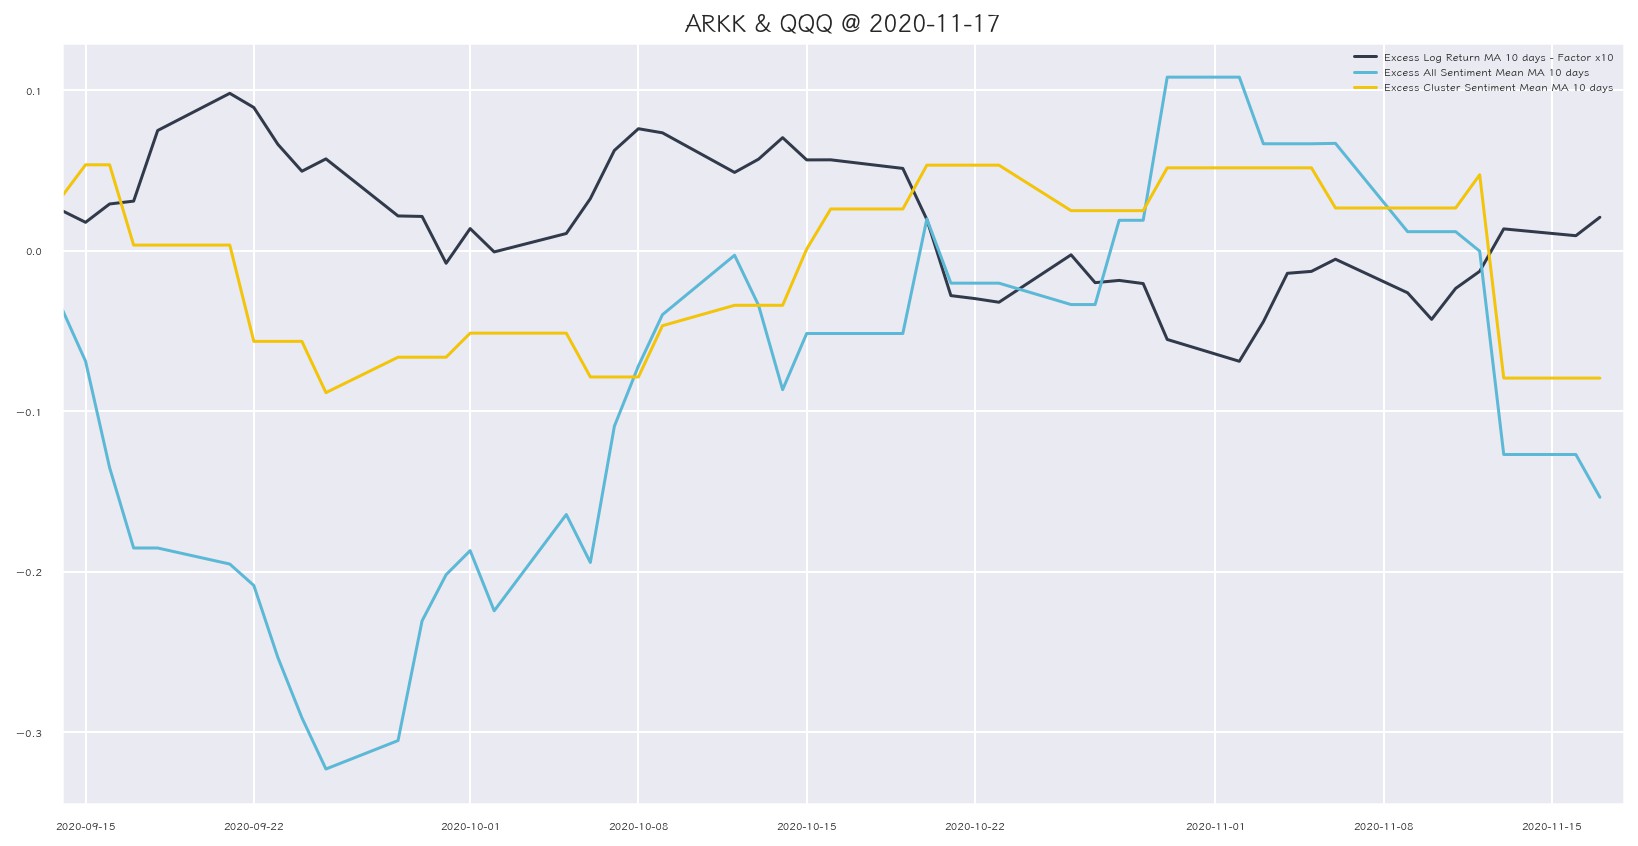 ARKK & QQQ @ 2020-11-17
Excess Log Return MA 10 days - Factor x10
Excess All Sentiment Mean MA 10 days
Excess Cluster Sentiment Mean MA 10 days
0.1
0.0
−0.1
−0.2
−0.3
2020-09-15 2020-09-22 2020-10-01 2020-10-08 2020-10-15 2020-10-22 2020-11-01 2020-11-08 2020-11-15